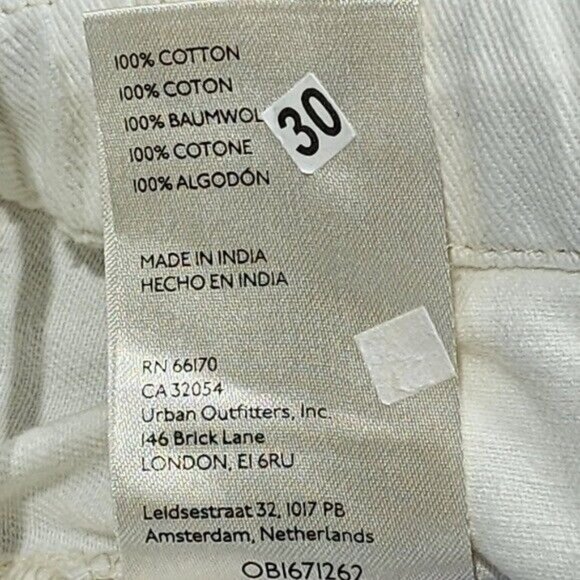 100% COTTON
100% COTON
100% BAUMWOL
30
100% COTONE
100% ALGODÓN
MADE IN INDIA
HECHO EN INDIA
RN 66170
CA 32054
Urban Outfitters, Inc.
146 Brick Lane
LONDON, E1 6RU
Leidsestraat 32, 1017 PB
Amsterdam, Netherlands
OB1671262